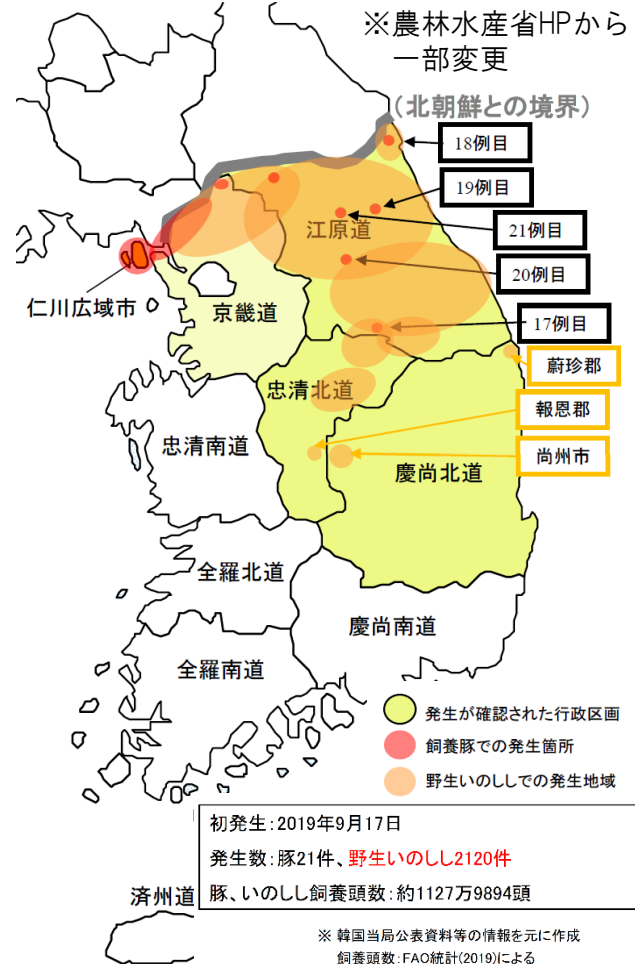 ※農林水産省HPから
一部変更
(北朝鮮との境界)
18例目
19例目
江原道
21例目
20例目
仁川広域市
京畿道
17例目
蔚珍郡
忠清北道
報恩郡
忠清南道
尚州市
慶尚北道
全羅北道
慶尚南道
全羅南道
発生が確認された行政区画
飼養豚での発生箇所
野生いのししでの発生地域
初発生:2019年9月17日
発生数:豚21件、野生いのしし2120件
豚、いのしし飼養頭数:約1127万9894頭
済州道
※ 韓国当局公表資料等の情報を元に作成
飼養頭数:FAO統計(2019)による